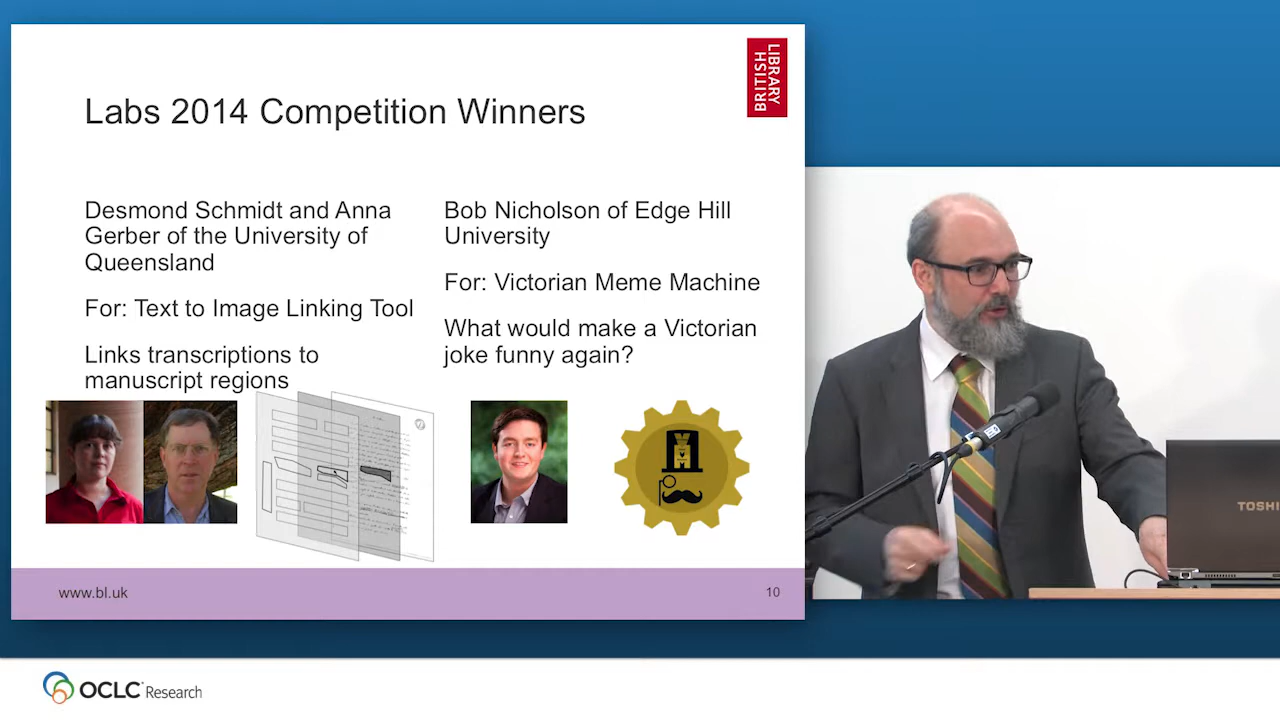 LIBRARY
BRITISH
Labs 2014 Competition Winners
Desmond Schmidt and Anna
Gerber of the University of
Queensland
For: Text to Image Linking Tool
Links transcriptions to
manuscript regions
Bob Nicholson of Edge Hill
University
For: Victorian Meme Machine
What would make a Victorian
joke funny again?
www.bl.uk
10
TOSHI
OCLC Research